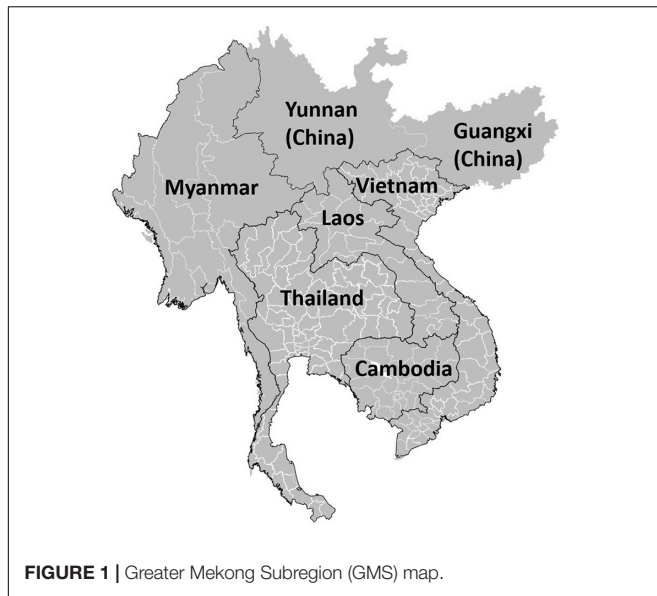 Yunnan
(China)
Guangxi
(China)
Myanmar
Vietnam
Laos
Thailand
Cambodia
FIGURE 1 | Greater Mekong Subregion (GMS) map.